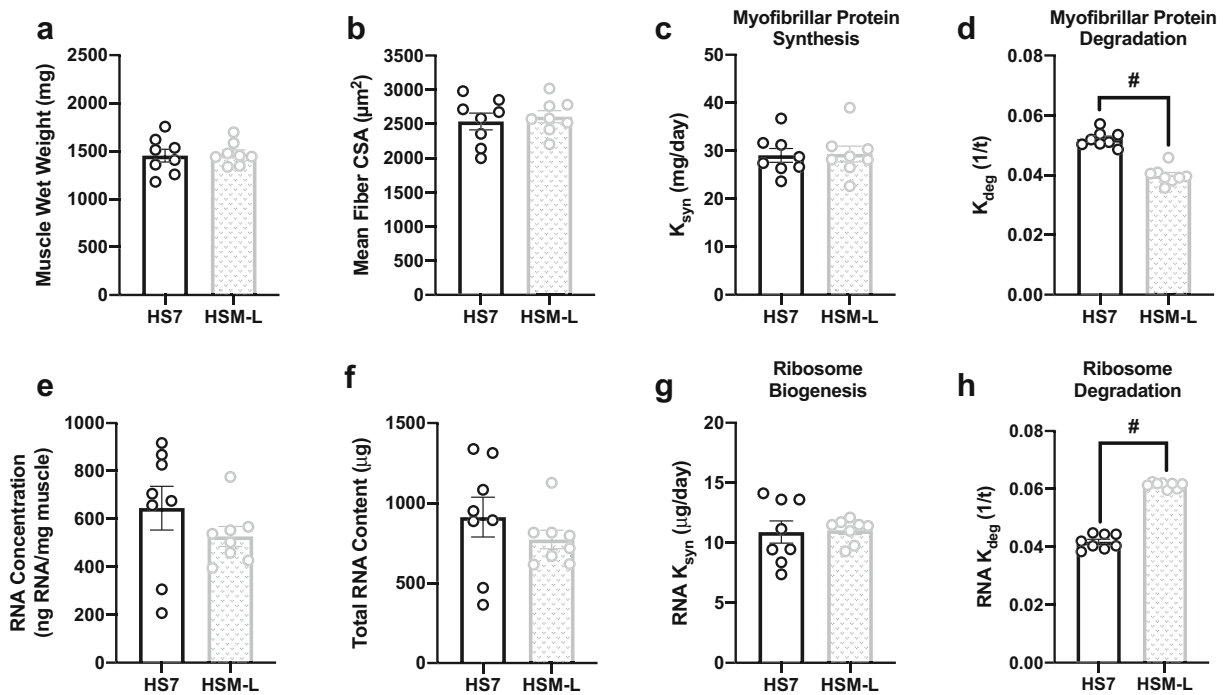 a
Muscle Wet Weight (mg)
2500
2000
1500
1000
500
0
HS7 HSM-L
b
Mean Fiber CSA (µm²)
3500
3000
2500
2000
1500
1000
500
0
HS7 HSM-L
c
Myofibrillar Protein
Synthesis
K_syn (mg/day)
50
40
30
20
10
0
HS7 HSM-L
d
Myofibrillar Protein
Degradation
#
K_deg (1/t)
0.08
0.06
0.04
0.02
0.00
HS7 HSM-L
e
RNA Concentration
(ng RNA/mg muscle)
1000
800
600
400
200
0
HS7 HSM-L
f
Total RNA Content (µg)
1500
1000
500
0
HS7 HSM-L
g
Ribosome
Biogenesis
RNA K_syn (µg/day)
20
15
10
5
0
HS7 HSM-L
h
Ribosome
Degradation
#
RNA K_deg (1/t)
0.08
0.06
0.04
0.02
0.00
HS7 HSM-L